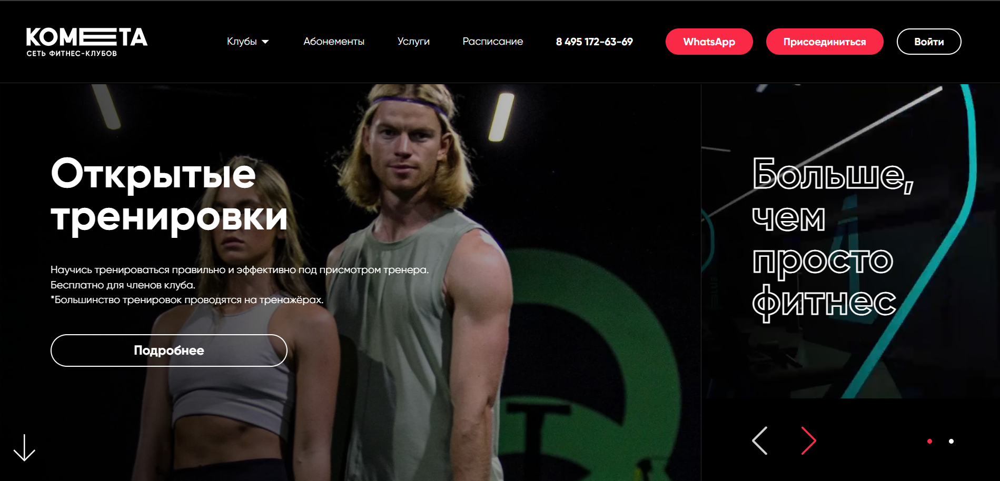 КОМЕТА
СЕТЬ ФИТНЕС-КЛУБОВ
Клубы
Абонементы
Услуги
Расписание
8 495 172-63-69
WhatsApp
Присоединиться
Войти
Открытые
тренировки
Научись тренироваться правильно и эффективно под присмотром тренера.
Бесплатно для членов клуба.
*Большинство тренировок проводятся на тренажёрах.
Подробнее
Больше,
чем
просто
фитнес